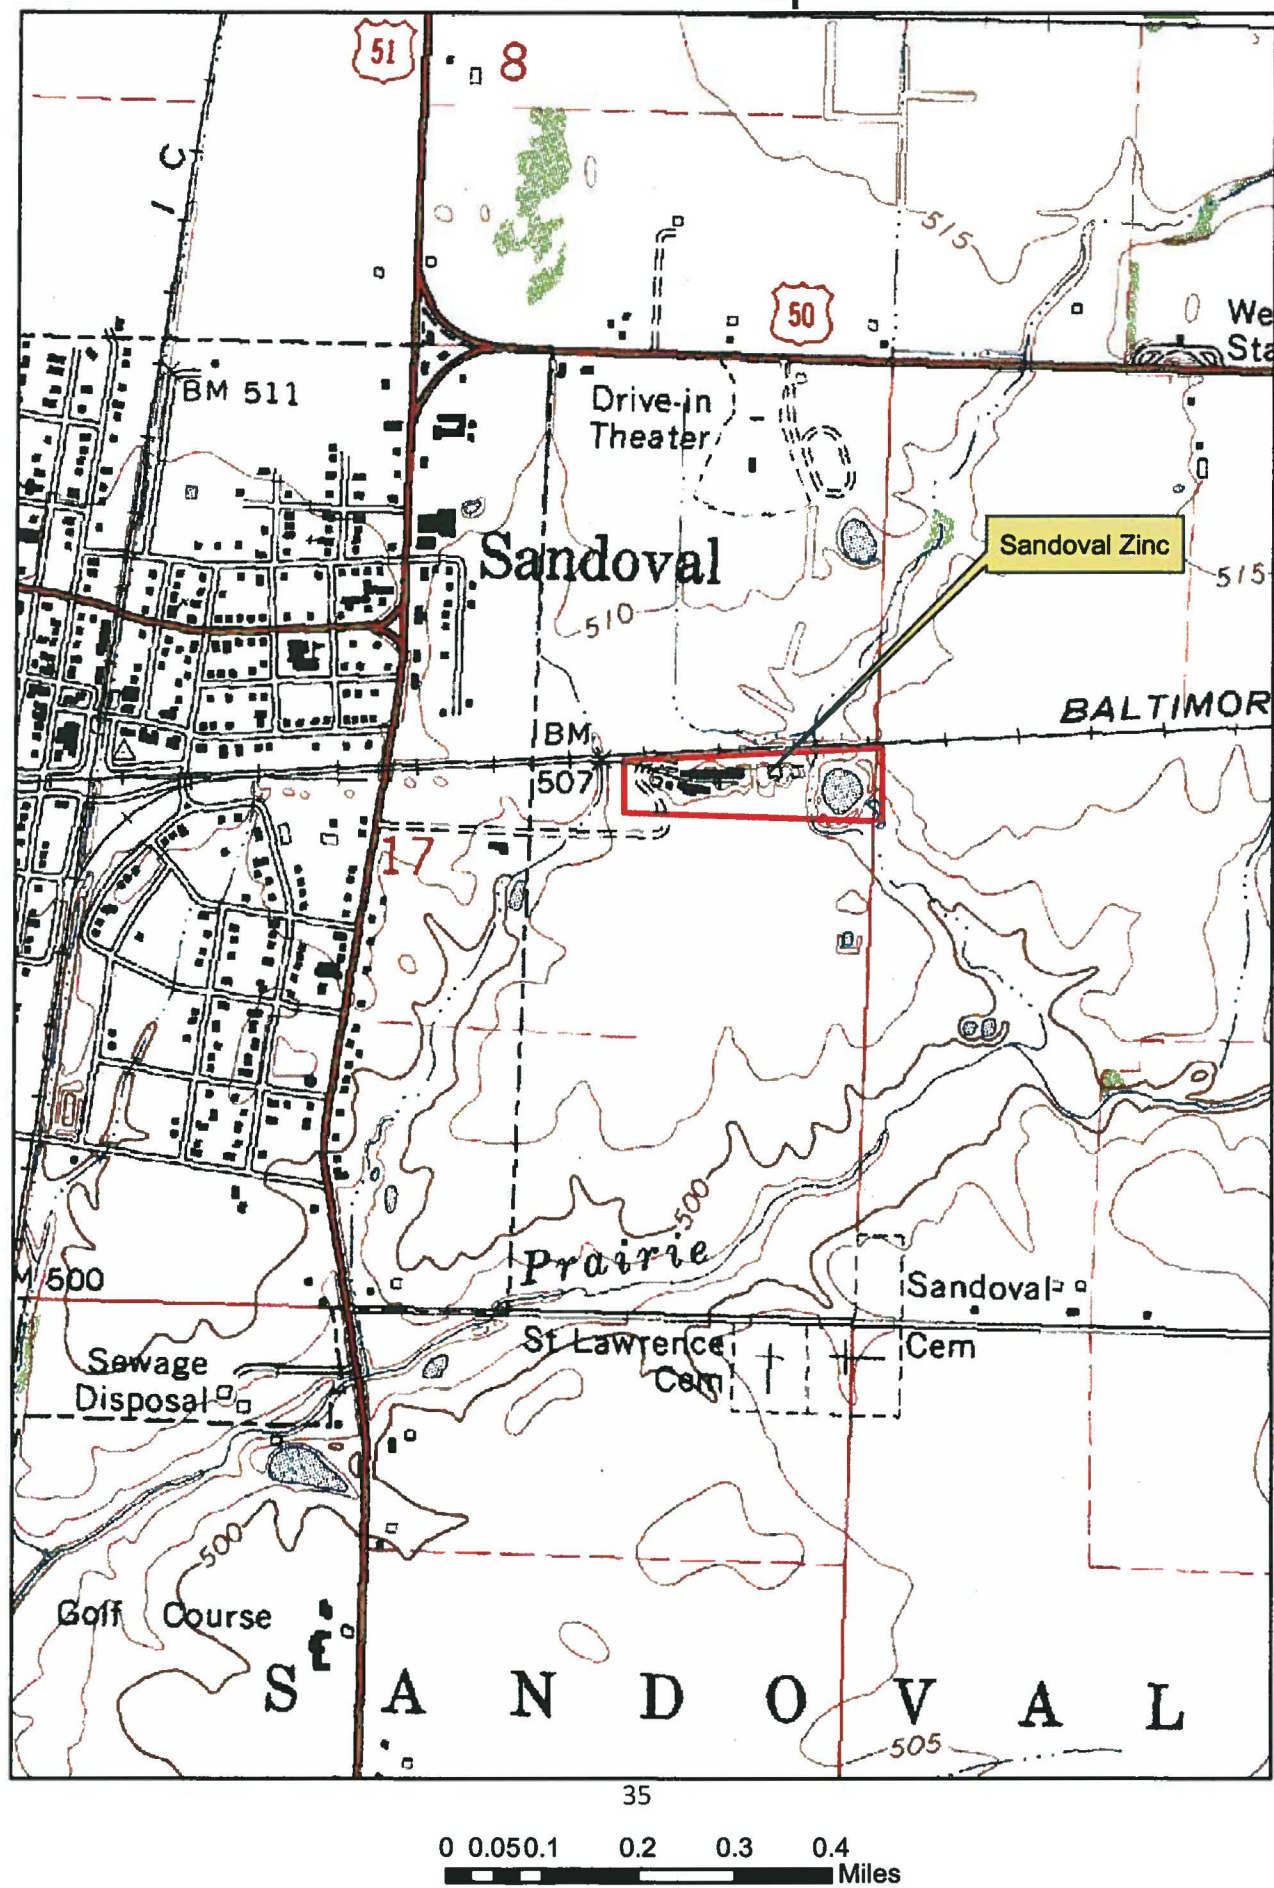 51
8
C
I
515
50
We
Sta
BM 511
Drive-in
Theater
Sandoval
Sandoval Zinc
515
510
BALTIMOR
BM
507
17
500
Prairie
M 500
Sandoval
St Lawrence
Cem
Cem
Sewage
Disposal
500
Golf Course
S A N D O V A L
505
35
0 0.05 0.1 0.2 0.3 0.4
Miles